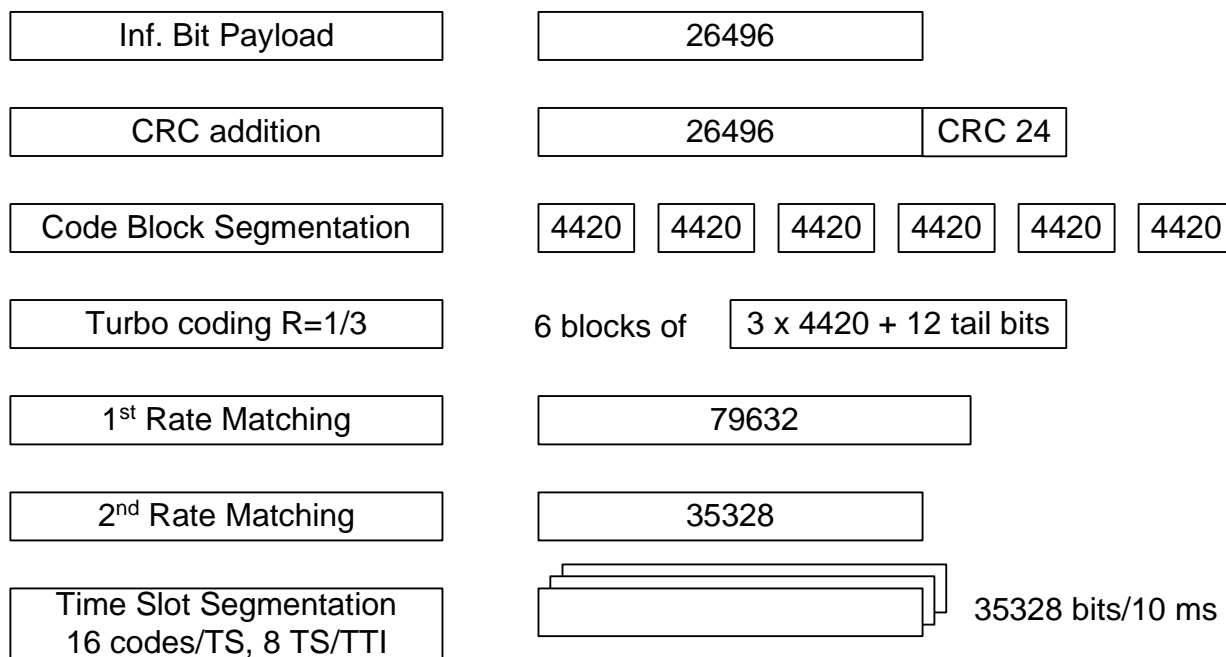 Inf. Bit Payload 26496
CRC addition 26496 CRC 24
Code Block Segmentation 4420 4420 4420 4420 4420 4420
Turbo coding R=1/3 6 blocks of 3 x 4420 + 12 tail bits
1st Rate Matching 79632
2nd Rate Matching 35328
Time Slot Segmentation
16 codes/TS, 8 TS/TTI
35328 bits/10 ms